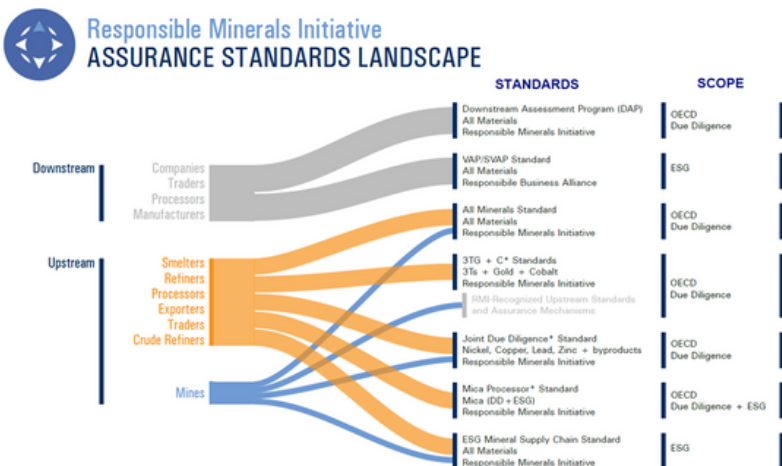 Responsible Minerals Initiative
ASSURANCE STANDARDS LANDSCAPE
STANDARDS
SCOPE
Downstream
Companies
Traders
Processors
Manufacturers
Downstream Assessment Program (DAP)
All Materials
Responsible Minerals Initiative
OECD
Due Diligence
VAP/SVAP Standard
All Materials
Responsibile Business Alliance
ESG
Upstream
Smelters
Refiners
Processors
Exporters
Traders
Crude Refiners
Mines
All Minerals Standard
All Materials
Responsible Minerals Initiative
OECD
Due Diligence
3TG + C* Standards
3Ts + Gold + Cobalt
Responsible Minerals Initiative
RMI-Recognized Upstream Standards
and Assurance Mechanisms
OECD
Due Diligence
Joint Due Diligence* Standard
Nickel, Copper, Lead, Zinc + byproducts
Responsible Minerals Initiative
OECD
Due Diligence
Mica Processor* Standard
Mica (DD+ESG)
Responsible Minerals Initiative
OECD
Due Diligence + ESG
ESG Mineral Supply Chain Standard
All Materials
Responsible Minerals Initiative
ESG